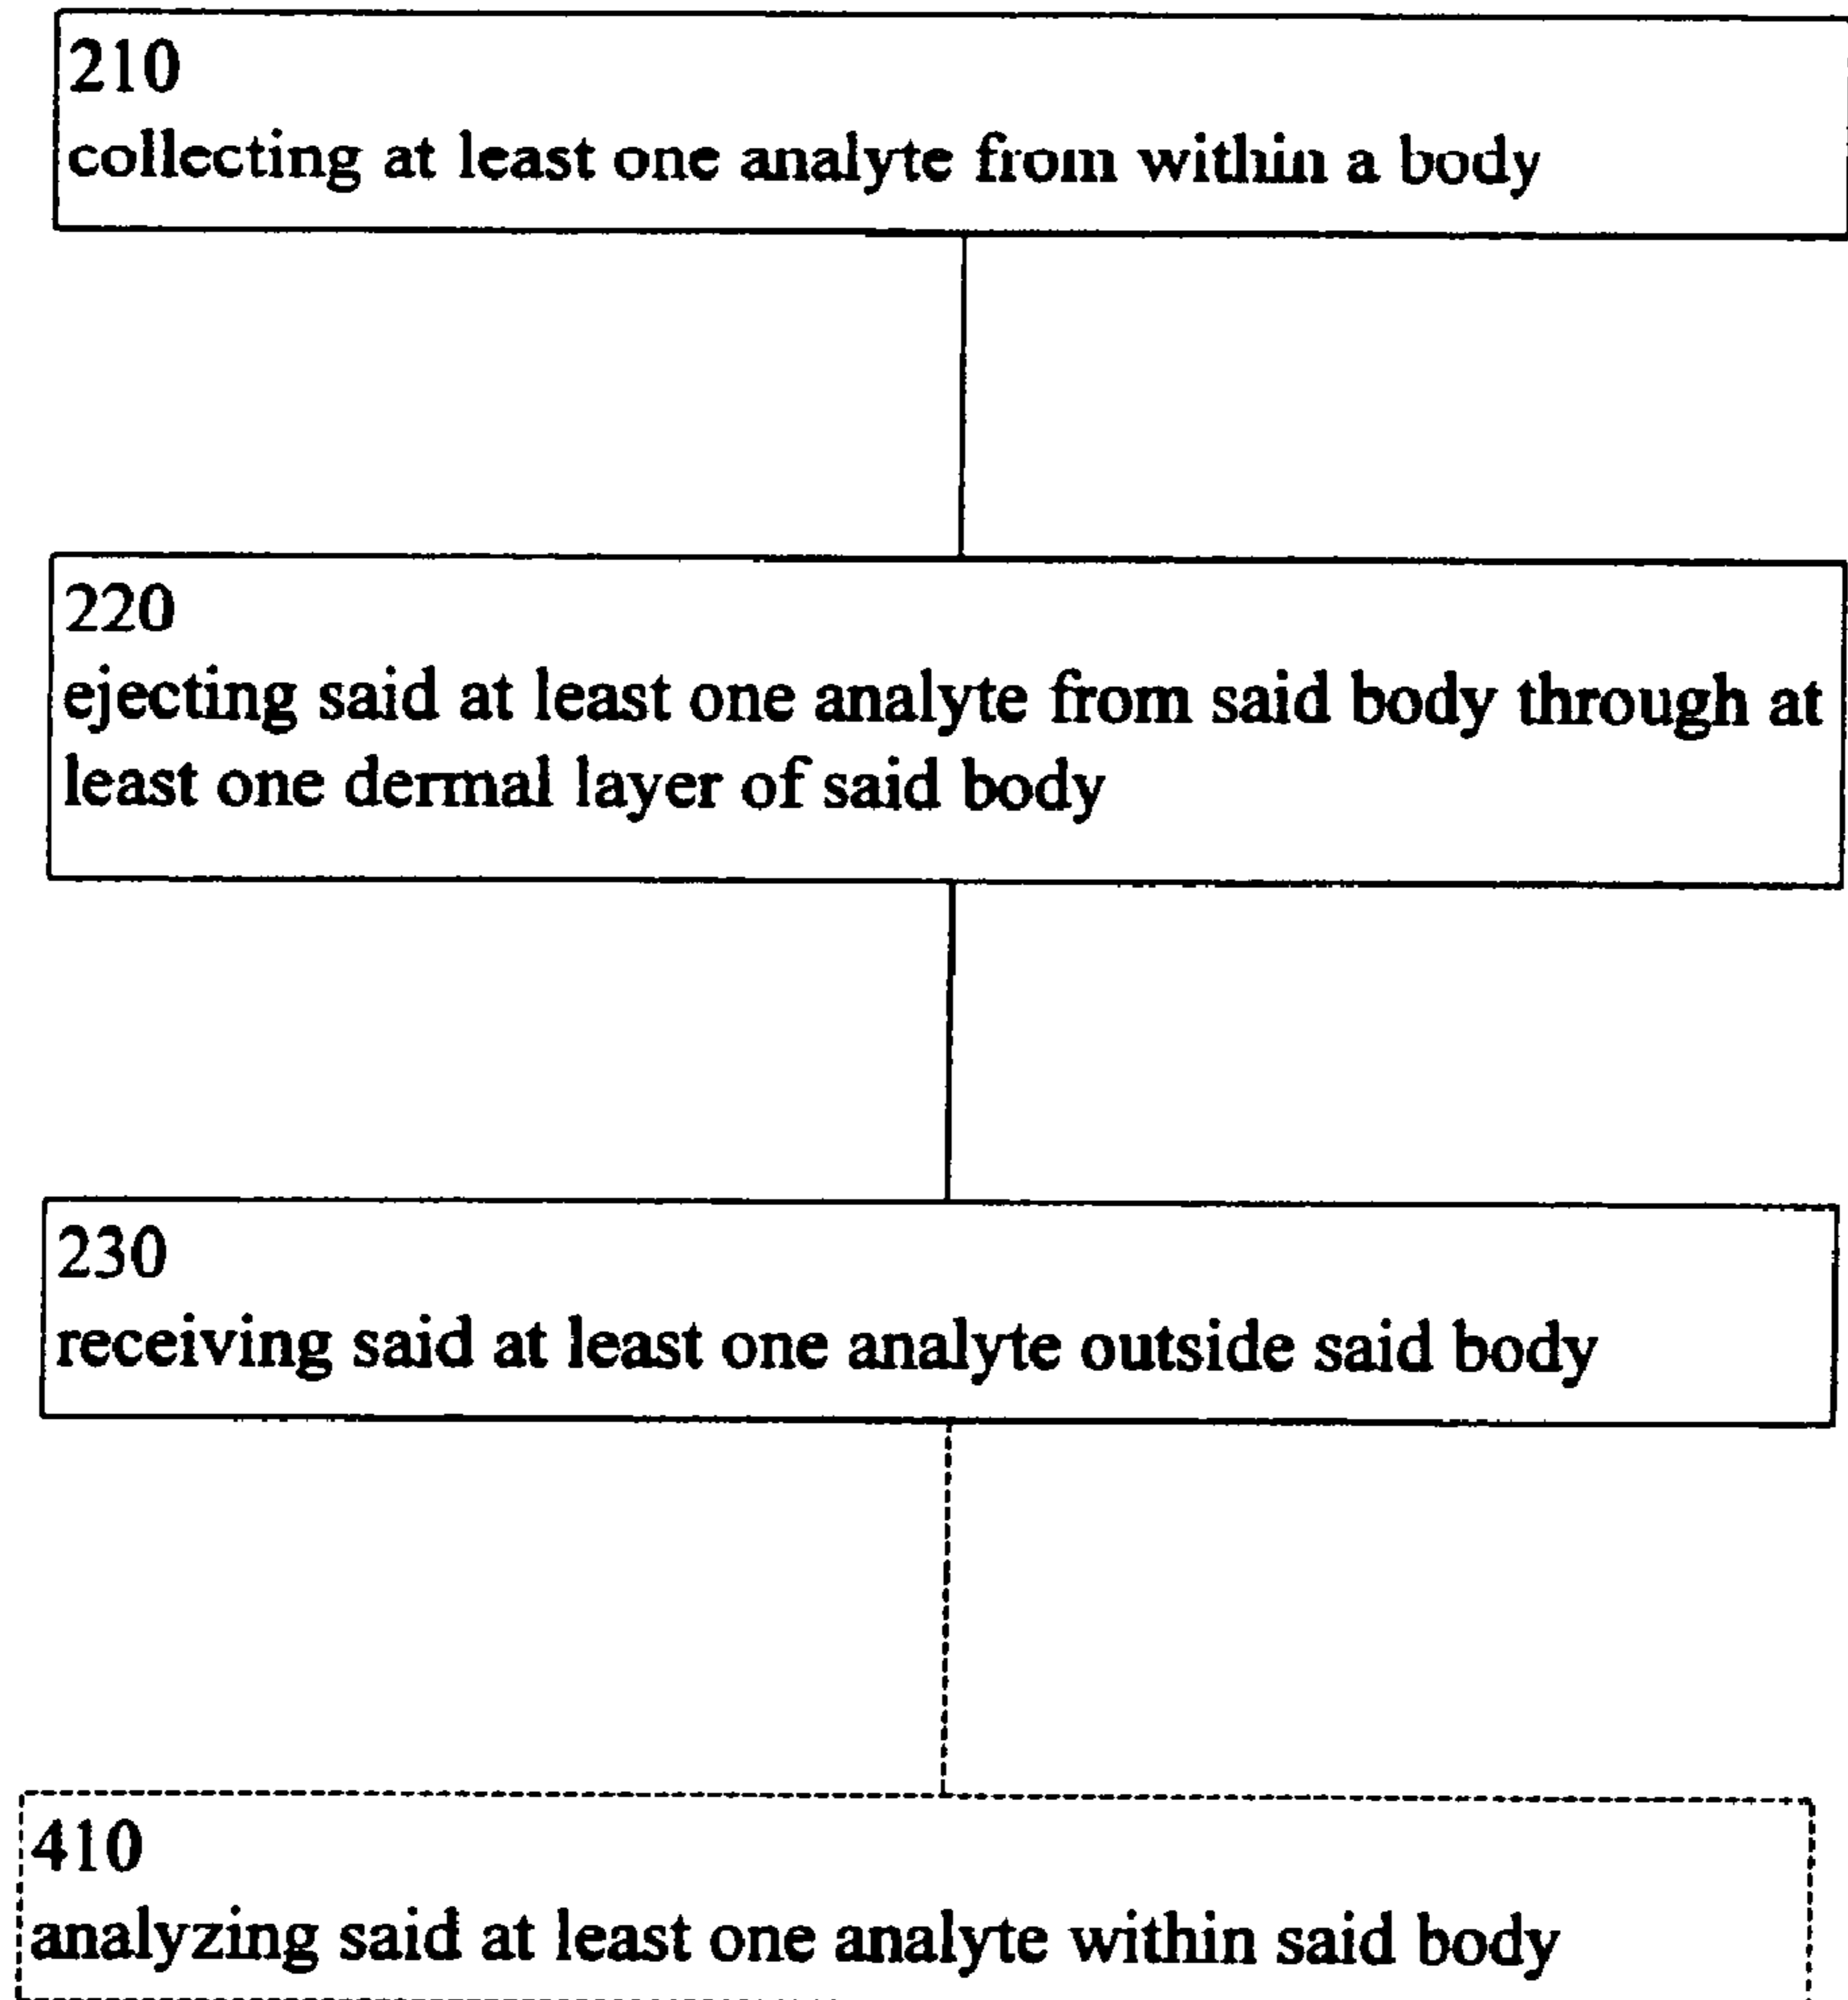 210
collecting at least one analyte from within a body
220
ejecting said at least one analyte from said body through at
least one dermal layer of said body
230
receiving said at least one analyte outside said body
410
analyzing said at least one analyte within said body